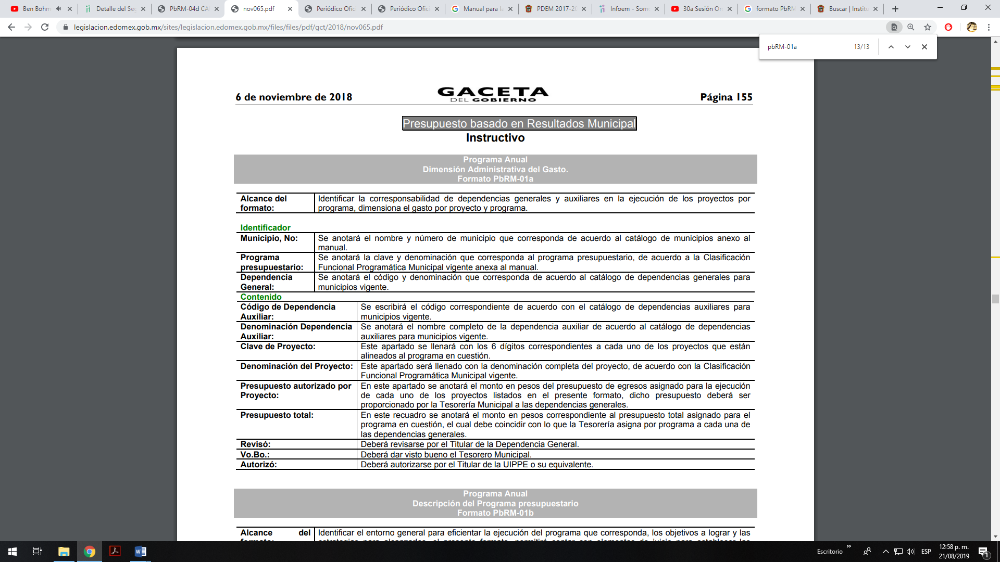 Ben Böhm
Detalle del Seg
PbRM-04d CA
nov065.pdf
Periódico Ofici
Periódico Ofici
Manual para la
PDEM 2017-20
Infoem - Somo
30a Sesión Or
formato PbRM
Buscar | Institu
legislacion.edomex.gob.mx/sites/legislacion.edomex.gob.mx/files/files/pdf/gct/2018/nov065.pdf
pbRM-01a 13/13
6 de noviembre de 2018
GACETA
DEL GOBIERNO
Página 155
Presupuesto basado en Resultados Municipal
Instructivo
Programa Anual
Dimensión Administrativa del Gasto.
Formato PbRM-01a
Alcance del
formato:
Identificar la corresponsabilidad de dependencias generales y auxiliares en la ejecución de los proyectos por
programa, dimensiona el gasto por proyecto y programa.
Identificador
Municipio, No:
Se anotará el nombre y número de municipio que corresponda de acuerdo al catálogo de municipios anexo al
manual.
Programa
presupuestario:
Se anotará la clave y denominación que corresponda al programa presupuestario, de acuerdo a la Clasificación
Funcional Programática Municipal vigente anexa al manual.
Dependencia
General:
Se anotará el código y denominación que corresponda de acuerdo al catálogo de dependencias generales para
municipios vigente.
Contenido
Código de Dependencia
Auxiliar:
Se escribirá el código correspondiente de acuerdo con el catálogo de dependencias auxiliares para
municipios vigente.
Denominación Dependencia
Auxiliar:
Se anotará el nombre completo de la dependencia auxiliar de acuerdo al catálogo de dependencias
auxiliares para municipios vigente.
Clave de Proyecto:
Este apartado se llenará con los 6 dígitos correspondientes a cada uno de los proyectos que están
alineados al programa en cuestión.
Denominación del Proyecto:
Este apartado será llenado con la denominación completa del proyecto, de acuerdo con la Clasificación
Funcional Programática Municipal vigente.
Presupuesto autorizado por
Proyecto:
En este apartado se anotará el monto en pesos del presupuesto de egresos asignado para la ejecución
de cada uno de los proyectos listados en el presente formato, dicho presupuesto deberá ser
proporcionado por la Tesorería Municipal a las dependencias generales.
Presupuesto total:
En este recuadro se anotará el monto en pesos correspondiente al presupuesto total asignado para el
programa en cuestión, el cual debe coincidir con lo que la Tesorería asigna por programa a cada una de
las dependencias generales.
Revisó:
Deberá revisarse por el Titular de la Dependencia General.
Vo.Bo.:
Deberá dar visto bueno el Tesorero Municipal.
Autorizó:
Deberá autorizarse por el Titular de la UIPPE o su equivalente.
Programa Anual
Descripción del Programa presupuestario
Formato PbRM-01b
Alcance del
Identificar el entorno general para eficientar la ejecución del programa que corresponda, los objetivos a lograr y las
Escritorio
ESP
12:58 p. m.
21/08/2019
1